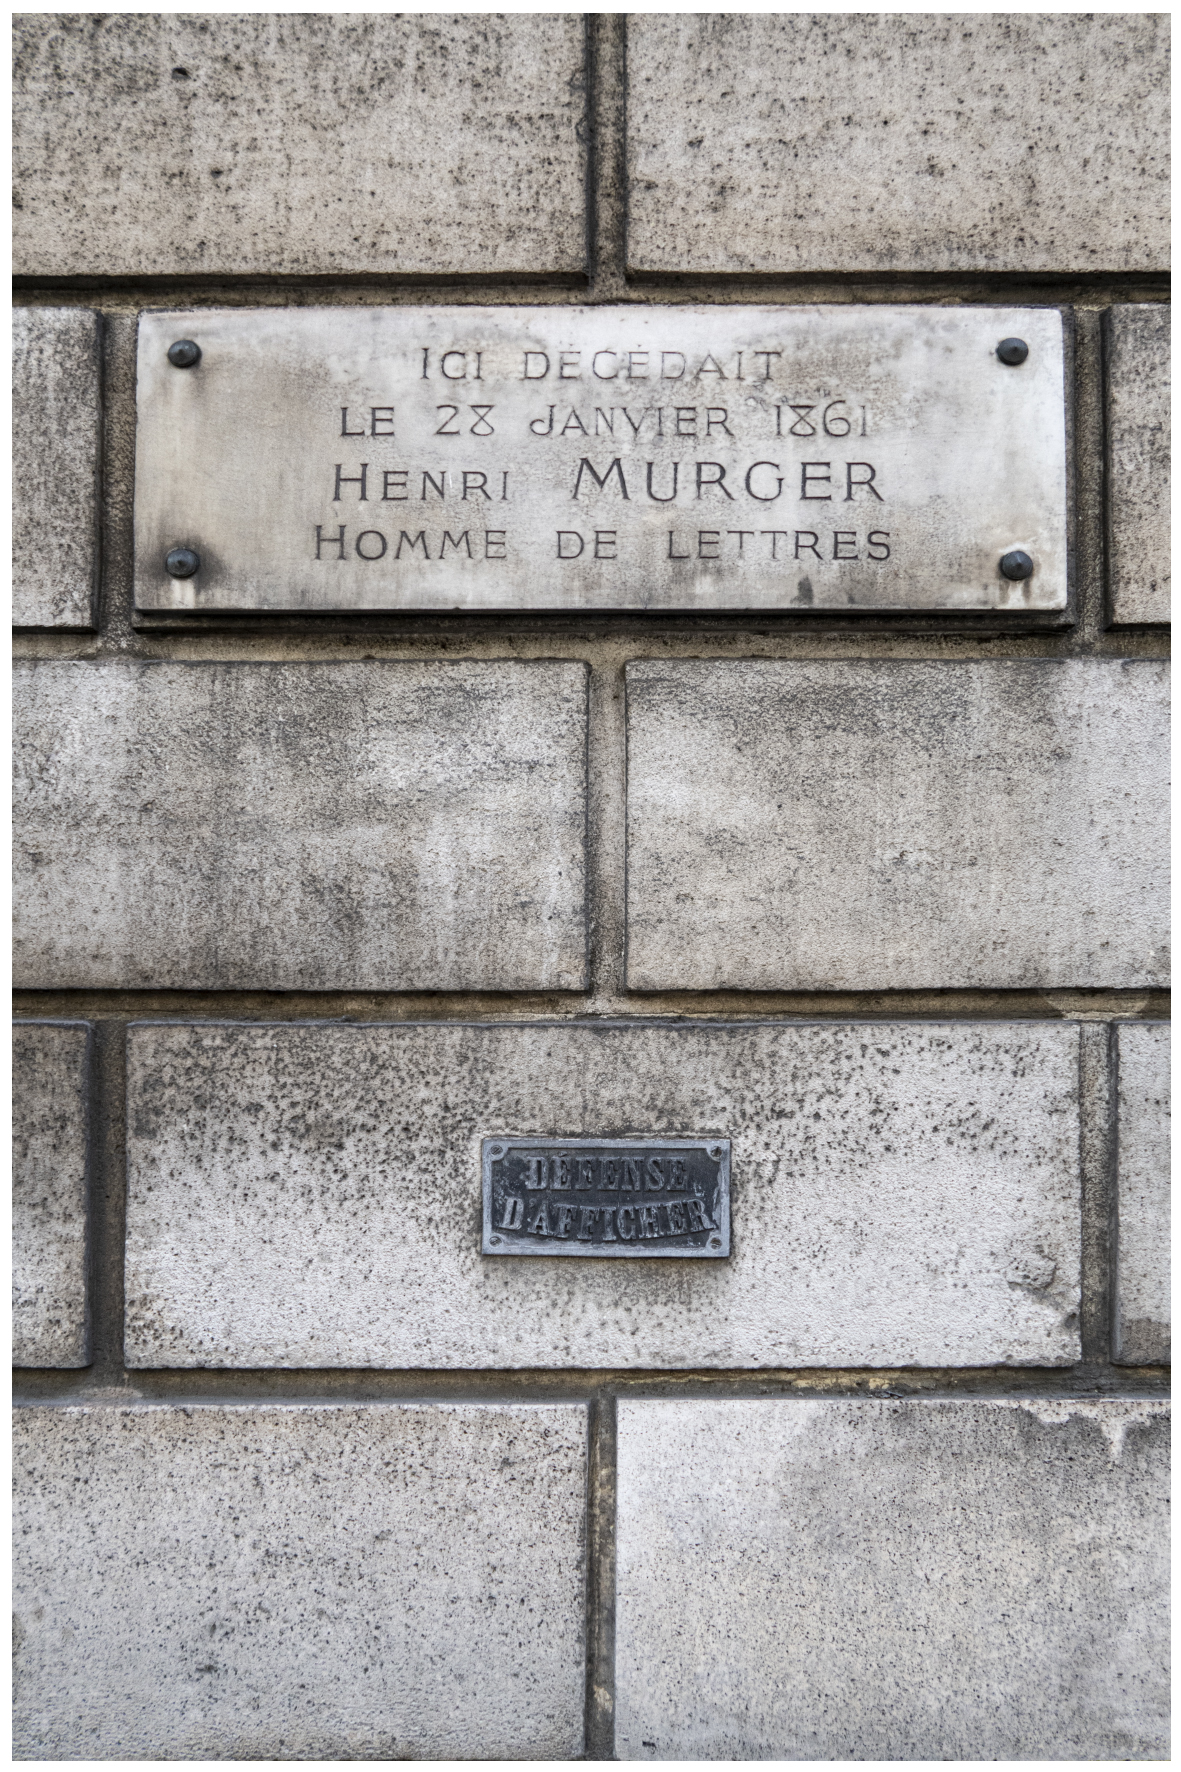 ICI DÉCÉDAIT
LE 28 JANVIER 1861
HENRI MURGER
HOMME DE LETTRES
DÉFENSE
D'AFFICHER